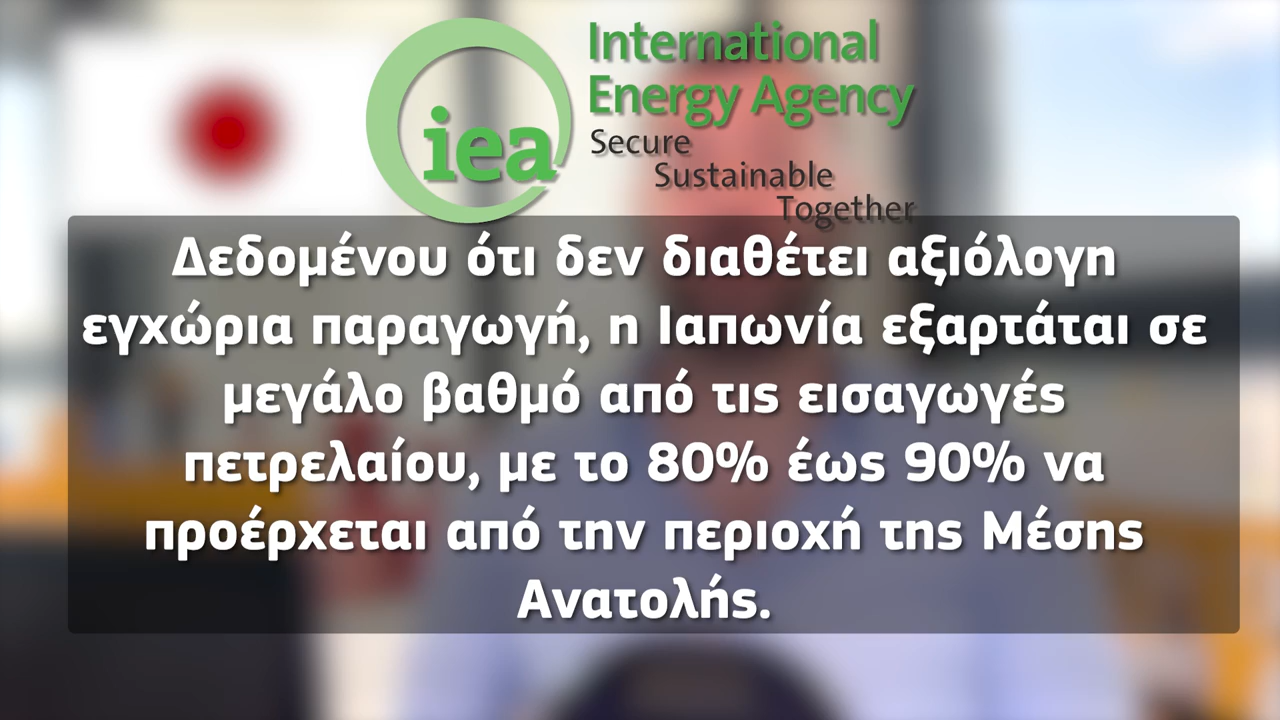 iea
International
Energy Agency
Secure
Sustainable
Together
Δεδομένου ότι δεν διαθέτει αξιόλογη
εγχώρια παραγωγή, η Ιαπωνία εξαρτάται σε
μεγάλο βαθμό από τις εισαγωγές
πετρελαίου, με το 80% έως 90% να
προέρχεται από την περιοχή της Μέσης
Ανατολής.